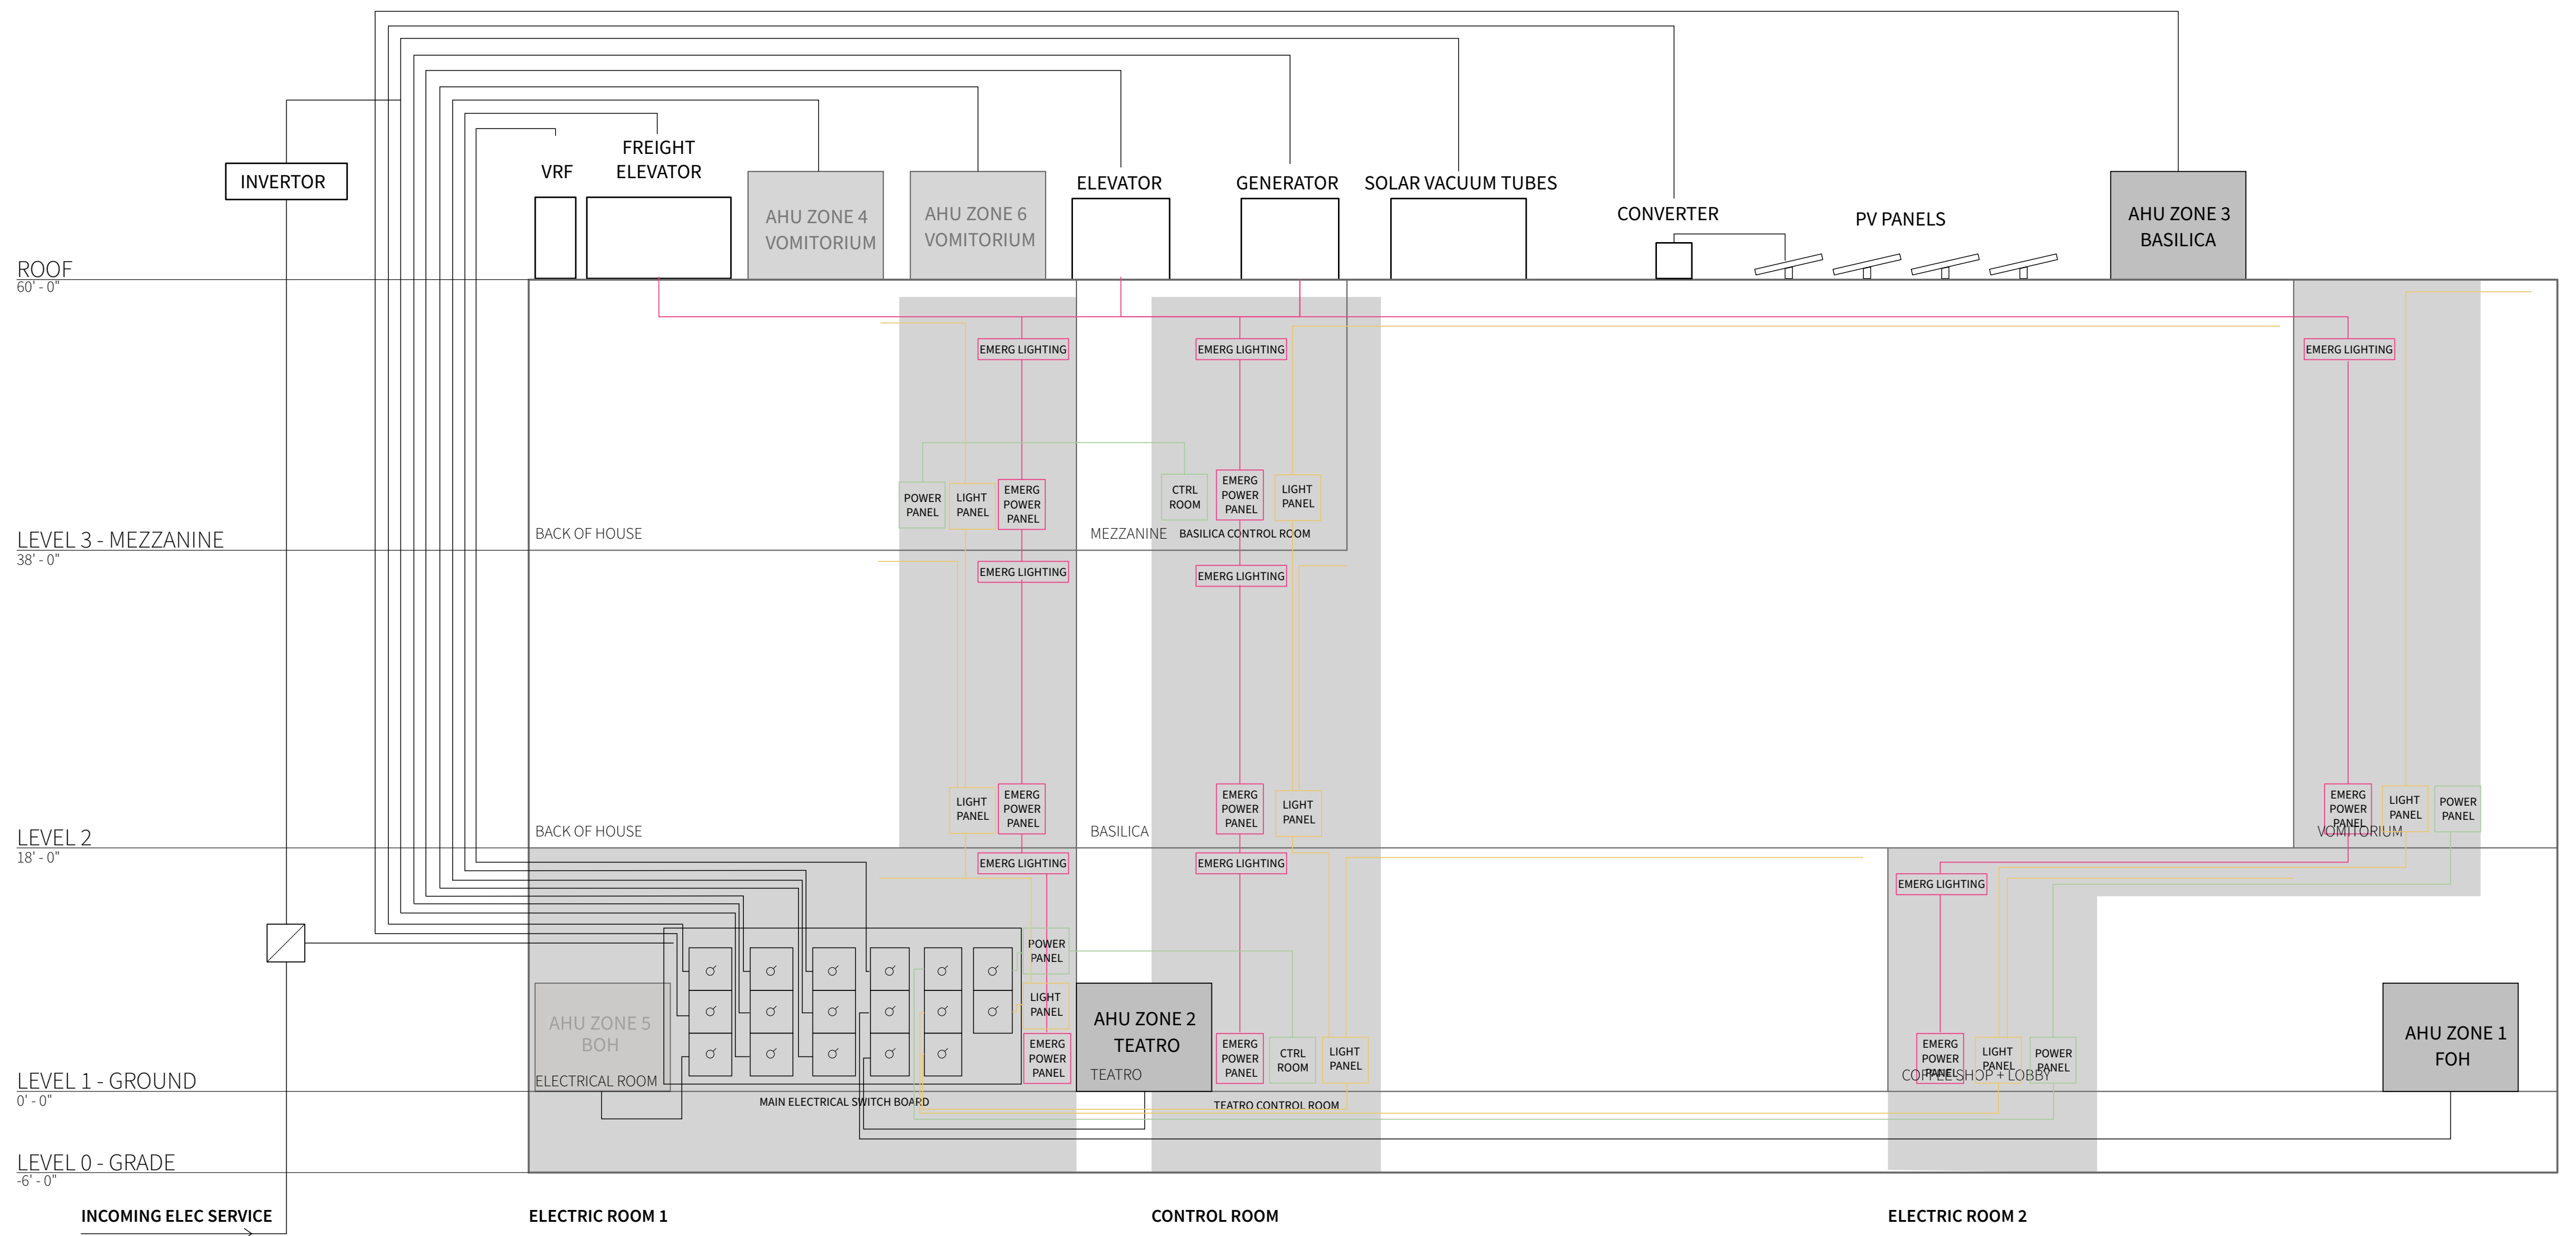 FREIGHT
ELEVATOR
VRF
INVERTOR
AHU ZONE 4
VOMITORIUM
AHU ZONE 6
VOMITORIUM
ELEVATOR
GENERATOR
SOLAR VACUUM TUBES
CONVERTER
PV PANELS
AHU ZONE 3
BASILICA
ROOF
60' - 0"
EMERG LIGHTING
EMERG LIGHTING
EMERG LIGHTING
POWER
PANEL
LIGHT
PANEL
EMERG
POWER
PANEL
CTRL
ROOM
EMERG
POWER
PANEL
LIGHT
PANEL
BACK OF HOUSE
MEZZANINE
BASILICA CONTROL ROOM
LEVEL 3 - MEZZANINE
38' - 0"
EMERG LIGHTING
EMERG LIGHTING
LIGHT
PANEL
EMERG
POWER
PANEL
EMERG
POWER
PANEL
LIGHT
PANEL
EMERG
POWER
PANEL
LIGHT
PANEL
POWER
PANEL
BACK OF HOUSE
BASILICA
VOMITORIUM
LEVEL 2
18' - 0"
EMERG LIGHTING
EMERG LIGHTING
EMERG LIGHTING
POWER
PANEL
LIGHT
PANEL
EMERG
POWER
PANEL
AHU ZONE 5
BOH
ELECTRICAL ROOM
AHU ZONE 2
TEATRO
TEATRO
EMERG
POWER
PANEL
CTRL
ROOM
LIGHT
PANEL
EMERG
POWER
PANEL
LIGHT
PANEL
POWER
PANEL
COFFEE SHOP + LOBBY
AHU ZONE 1
FOH
LEVEL 1 - GROUND
0' - 0"
MAIN ELECTRICAL SWITCH BOARD
TEATRO CONTROL ROOM
LEVEL 0 - GRADE
-6' - 0"
INCOMING ELEC SERVICE
ELECTRIC ROOM 1
CONTROL ROOM
ELECTRIC ROOM 2